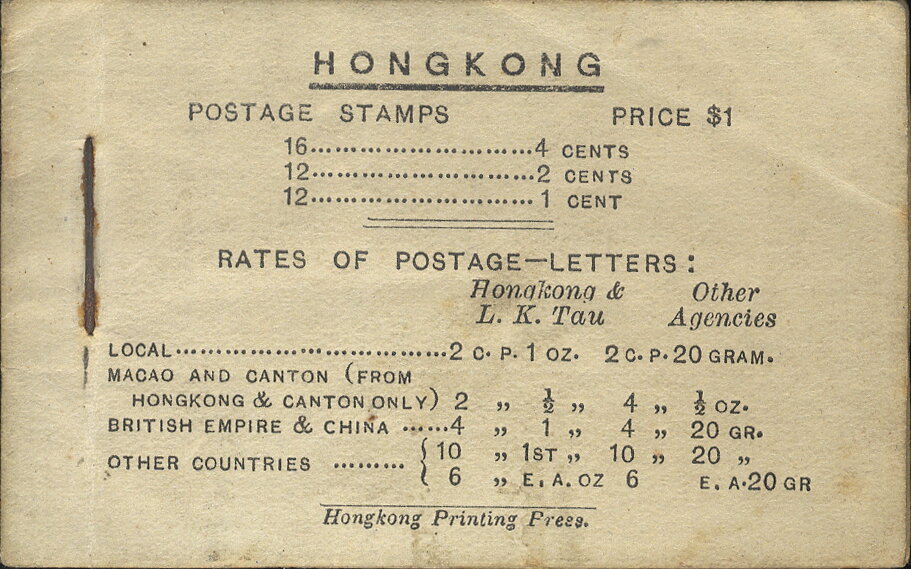 HONGKONG
POSTAGE STAMPS PRICE $1
16..............................4 CENTS
12..............................2 CENTS
12..............................1 CENT
RATES OF POSTAGE—LETTERS:
Hongkong & Other
L. K. Tau Agencies
LOCAL..............................2 C. P. 1 OZ. 2 C. P. 20 GRAM.
MACAO AND CANTON (FROM
HONGKONG & CANTON ONLY) 2 „ ½ „ 4 „ ½ OZ.
BRITISH EMPIRE & CHINA ......4 „ 1 „ 4 „ 20 GR.
OTHER COUNTRIES ......... { 10 „ 1ST „ 10 „ 20 „
6 „ E. A. OZ 6 E. A. 20 GR
Hongkong Printing Press.